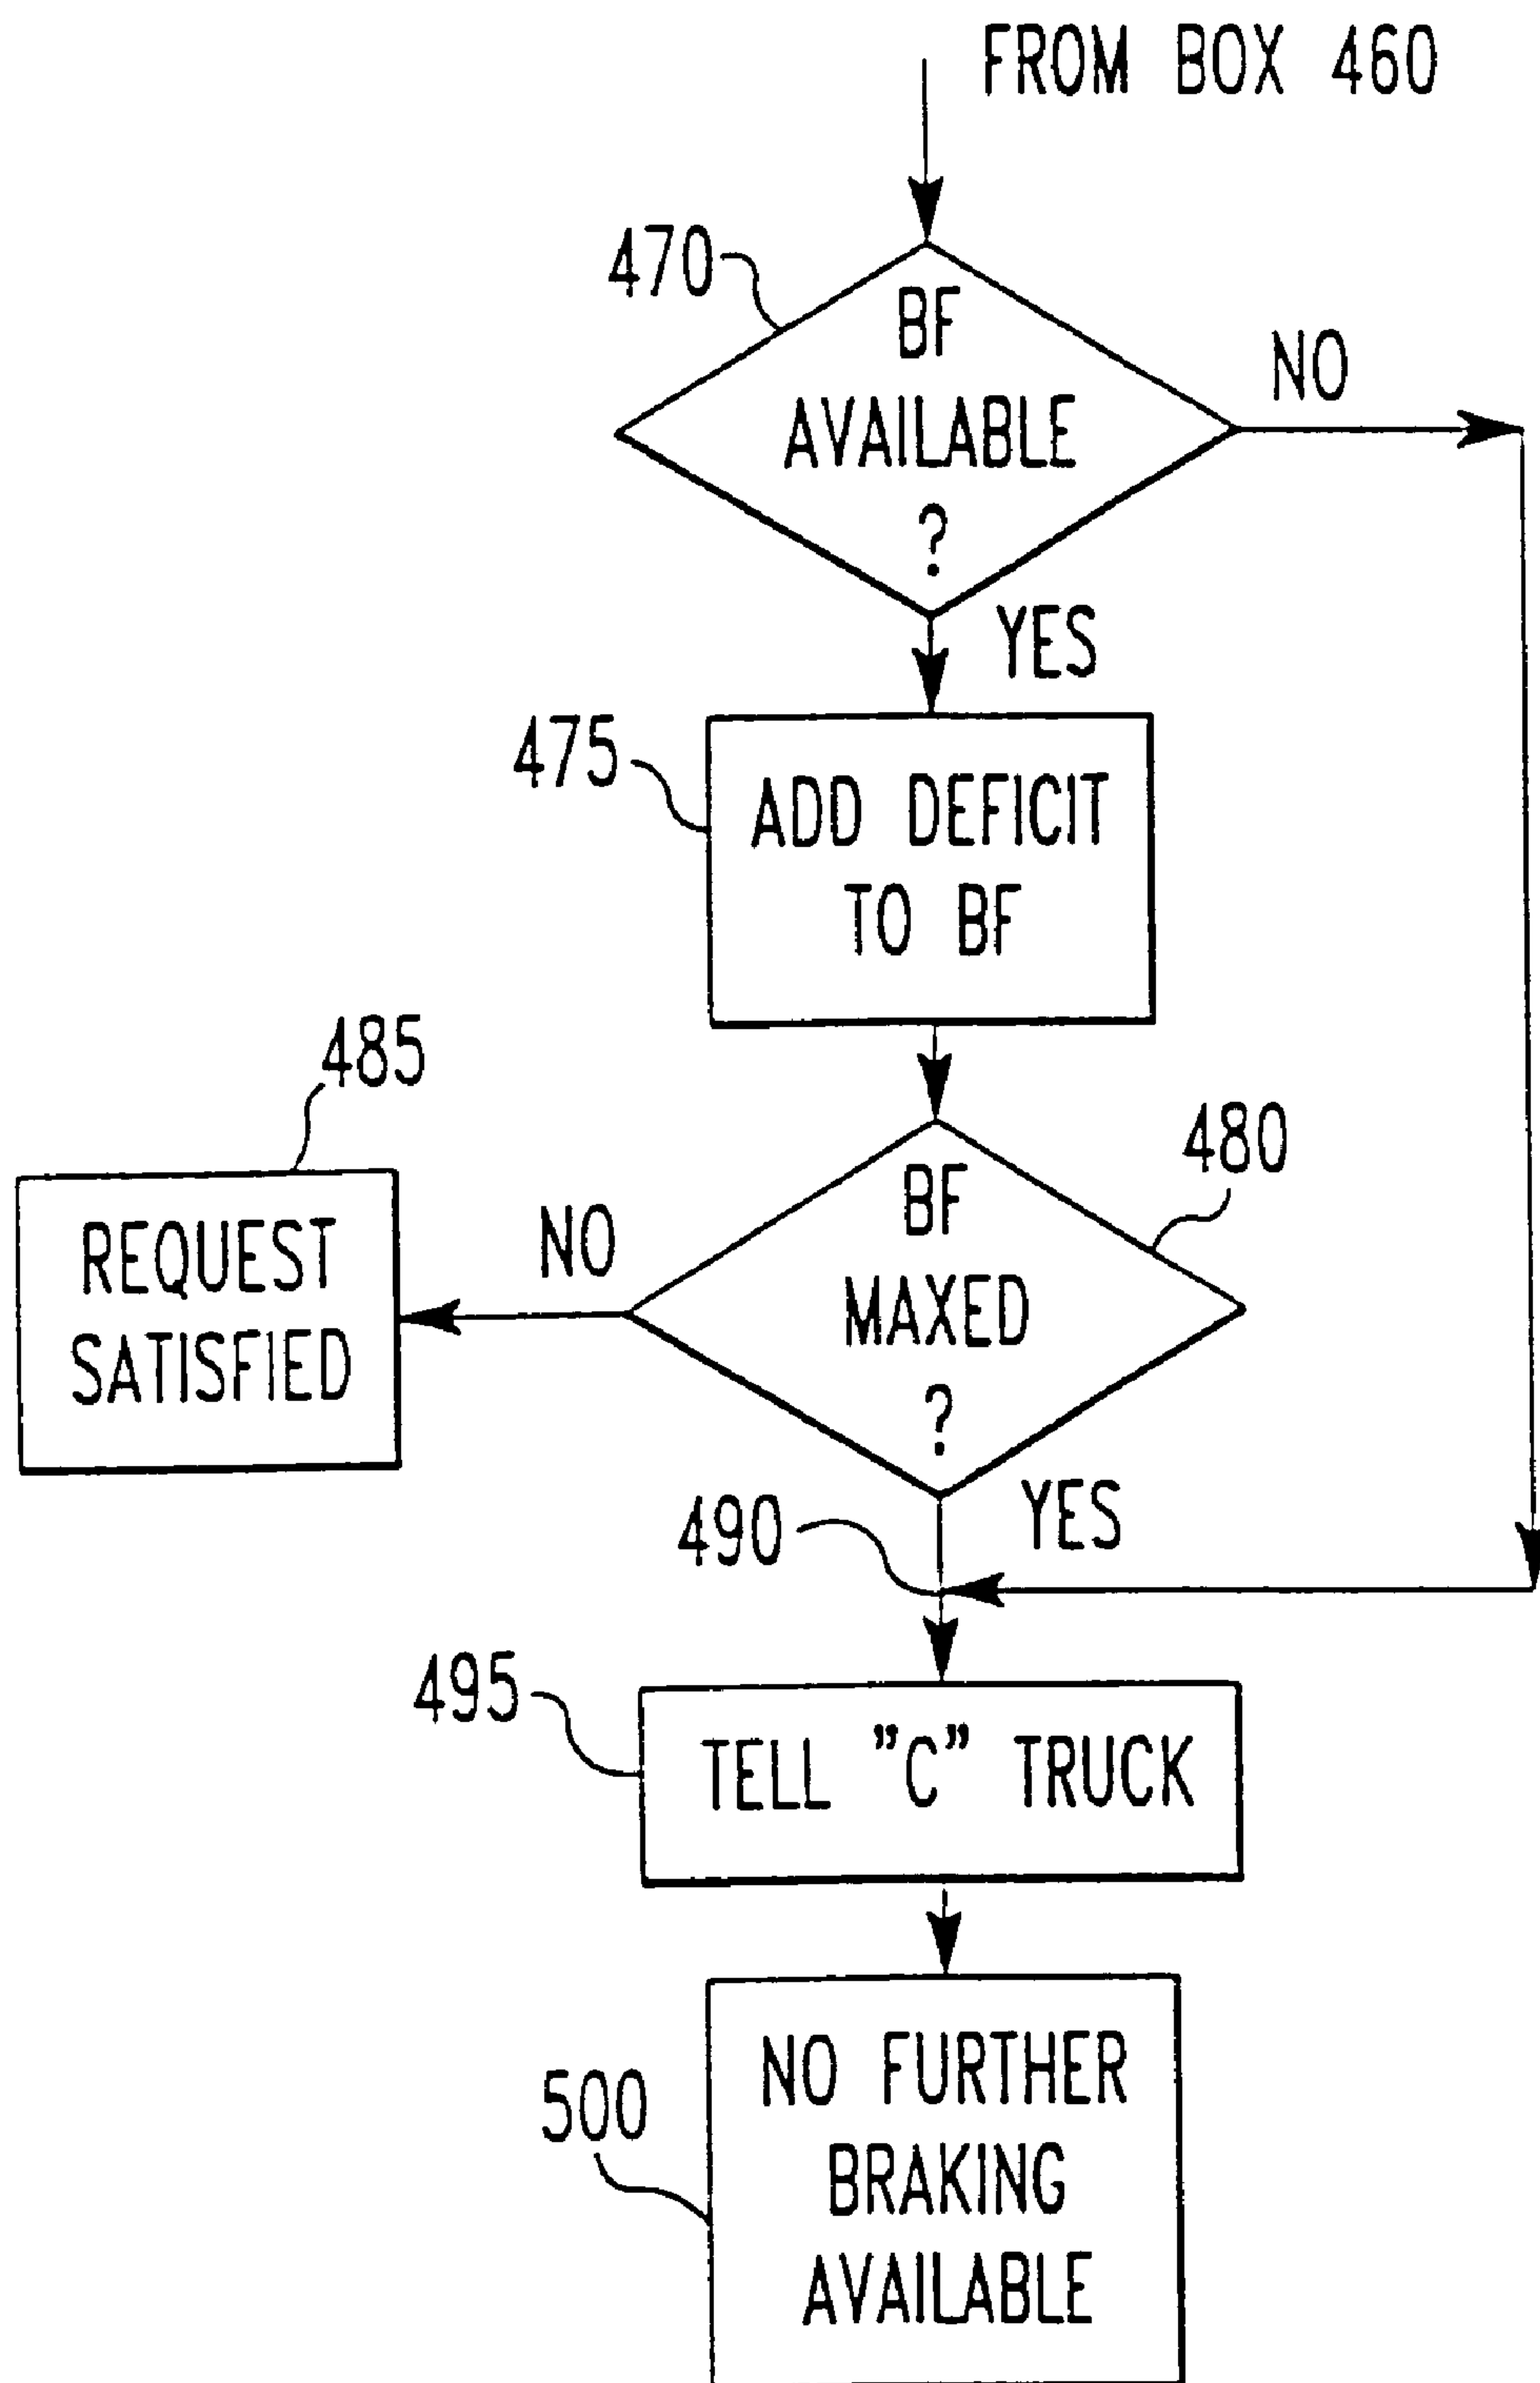 FROM BOX 460
470
BF
AVAILABLE
?
NO
YES
475
ADD DEFICIT
TO BF
485
REQUEST
SATISFIED
NO
480
BF
MAXED
?
490
YES
495
TELL ”C” TRUCK
500
NO FURTHER
BRAKING
AVAILABLE